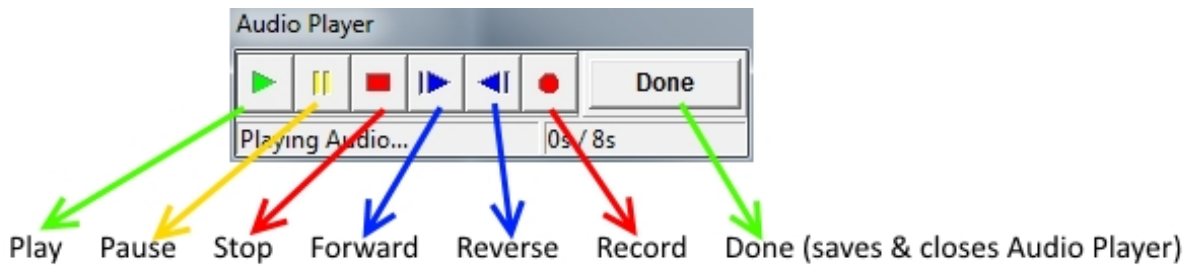 Audio Player
Done
Playing Audio... 0s / 8s
Play Pause Stop Forward Reverse Record Done (saves & closes Audio Player)